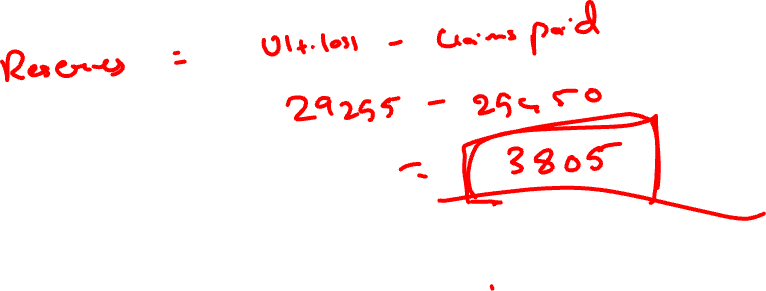 Reserves = Ult.loss - Claims paid
29255 - 25450
= 3805